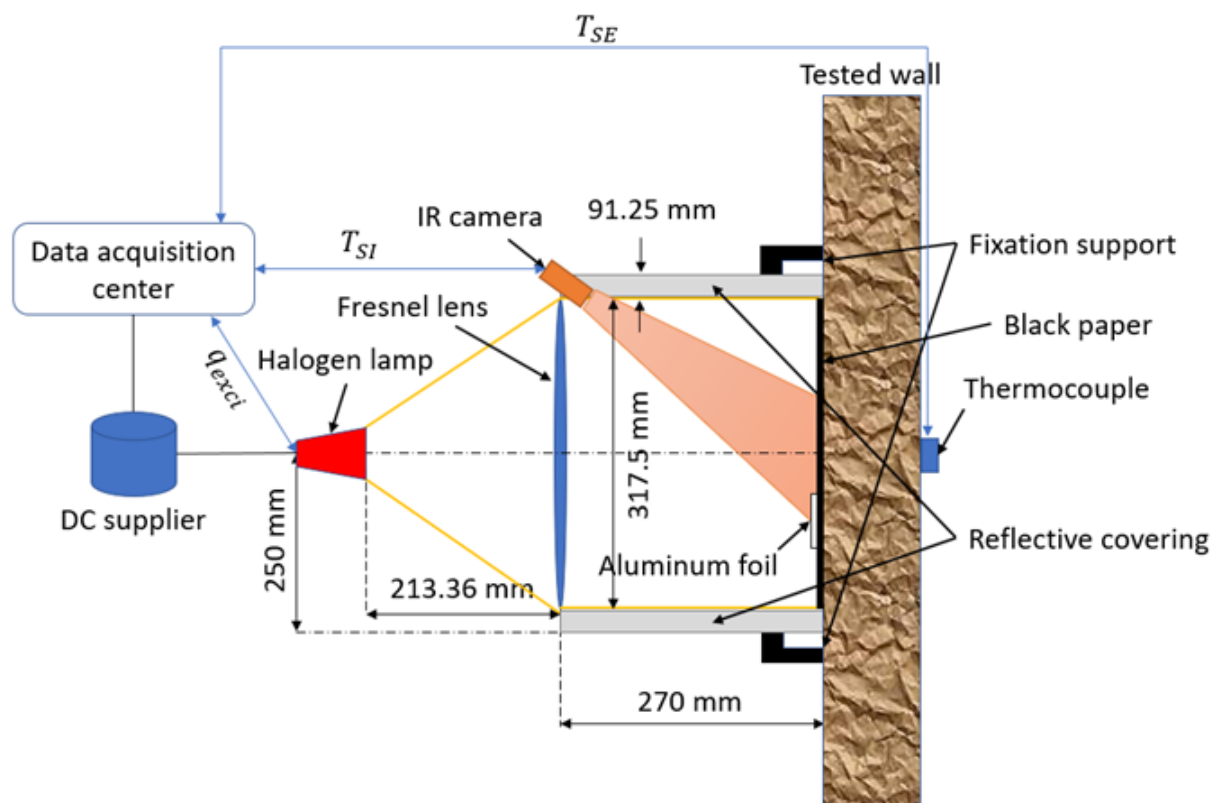 T_SE
Tested wall
IR camera
91.25 mm
Data acquisition
center
T_SI
Fixation support
Fresnel lens
Halogen lamp
Black paper
q_exci
Thermocouple
317.5 mm
DC supplier
250 mm
Aluminum foil
Reflective covering
213.36 mm
270 mm